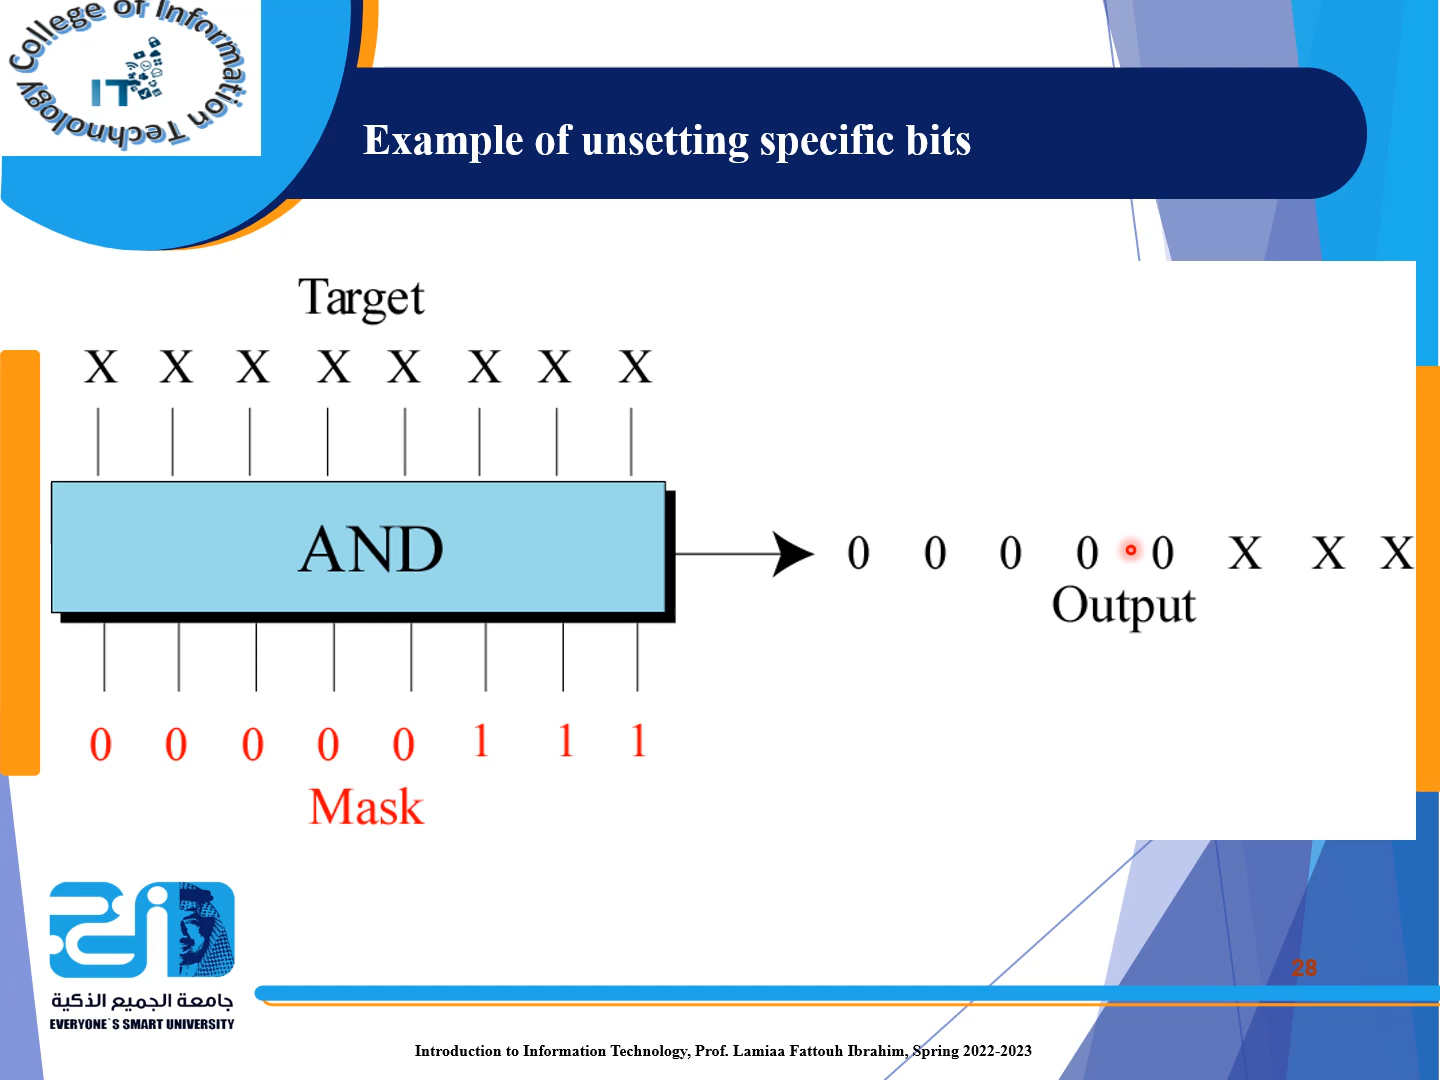 College of Information Technology
IT
Example of unsetting specific bits
Target
X X X X X X X X
AND
0 0 0 0 0 X X X
Output
0 0 0 0 0 1 1 1
Mask
جامعة الجميع الذكية
EVERYONE`S SMART UNIVERSITY
28
Introduction to Information Technology, Prof. Lamiaa Fattouh Ibrahim, Spring 2022-2023